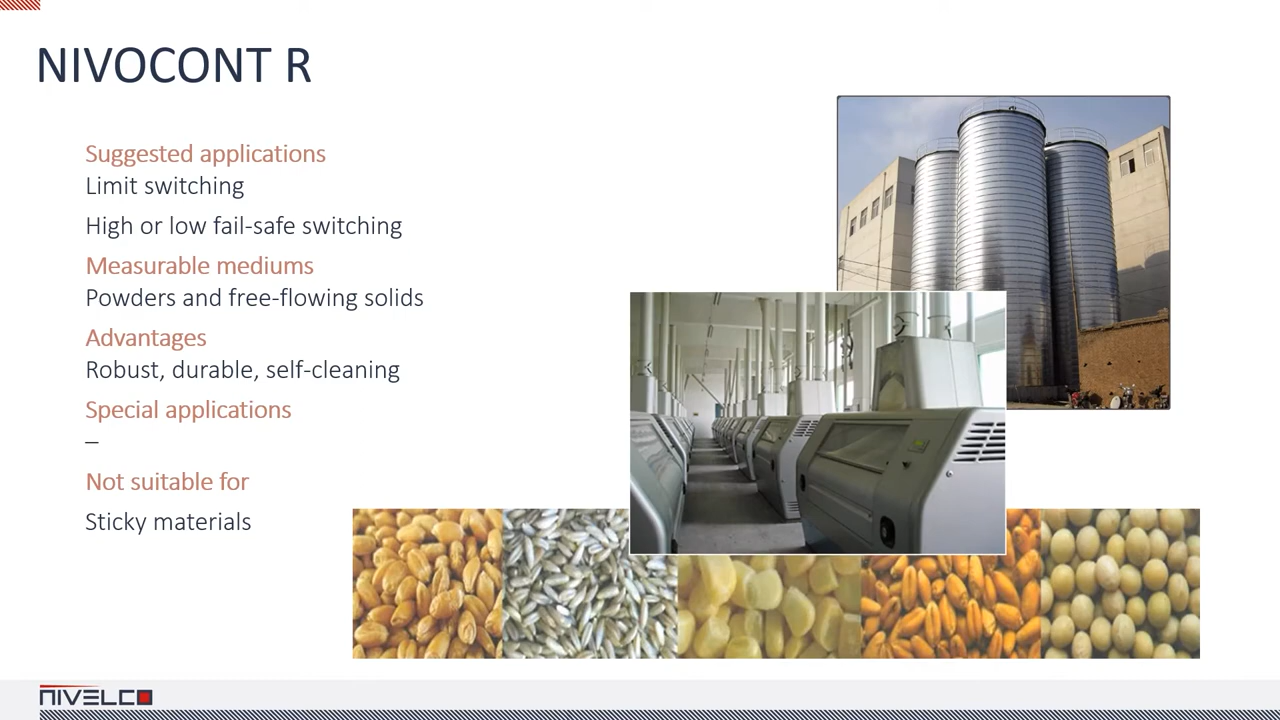 NIVOCONT R
Suggested applications
Limit switching
High or low fail-safe switching
Measurable mediums
Powders and free-flowing solids
Advantages
Robust, durable, self-cleaning
Special applications
–
Not suitable for
Sticky materials
NIVELCO